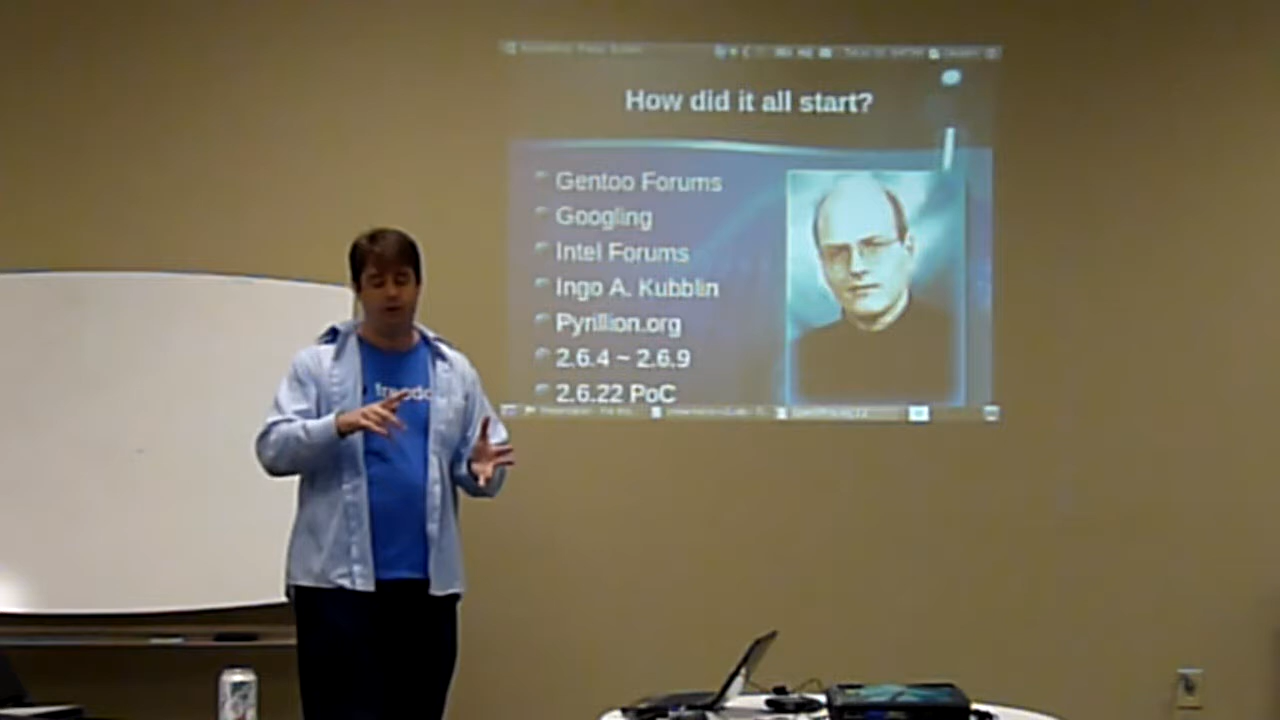 How did it all start?
Gentoo Forums
Googling
Intel Forums
Ingo A. Kubblin
Pyrillion.org
2.6.4 ~ 2.6.9
2.6.22 PoC